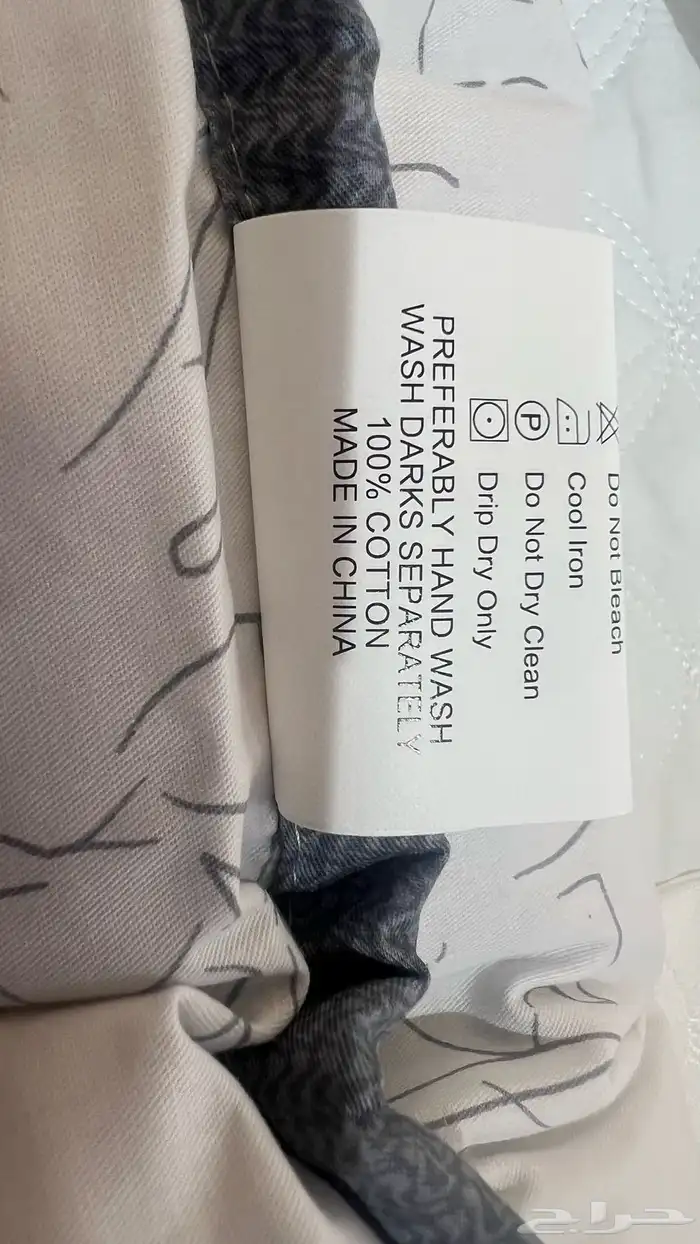 Do Not Bleach
Cool Iron
P Do Not Dry Clean
Drip Dry Only
PREFERABLY HAND WASH
WASH DARKS SEPARATELY
100% COTTON
MADE IN CHINA
حراج